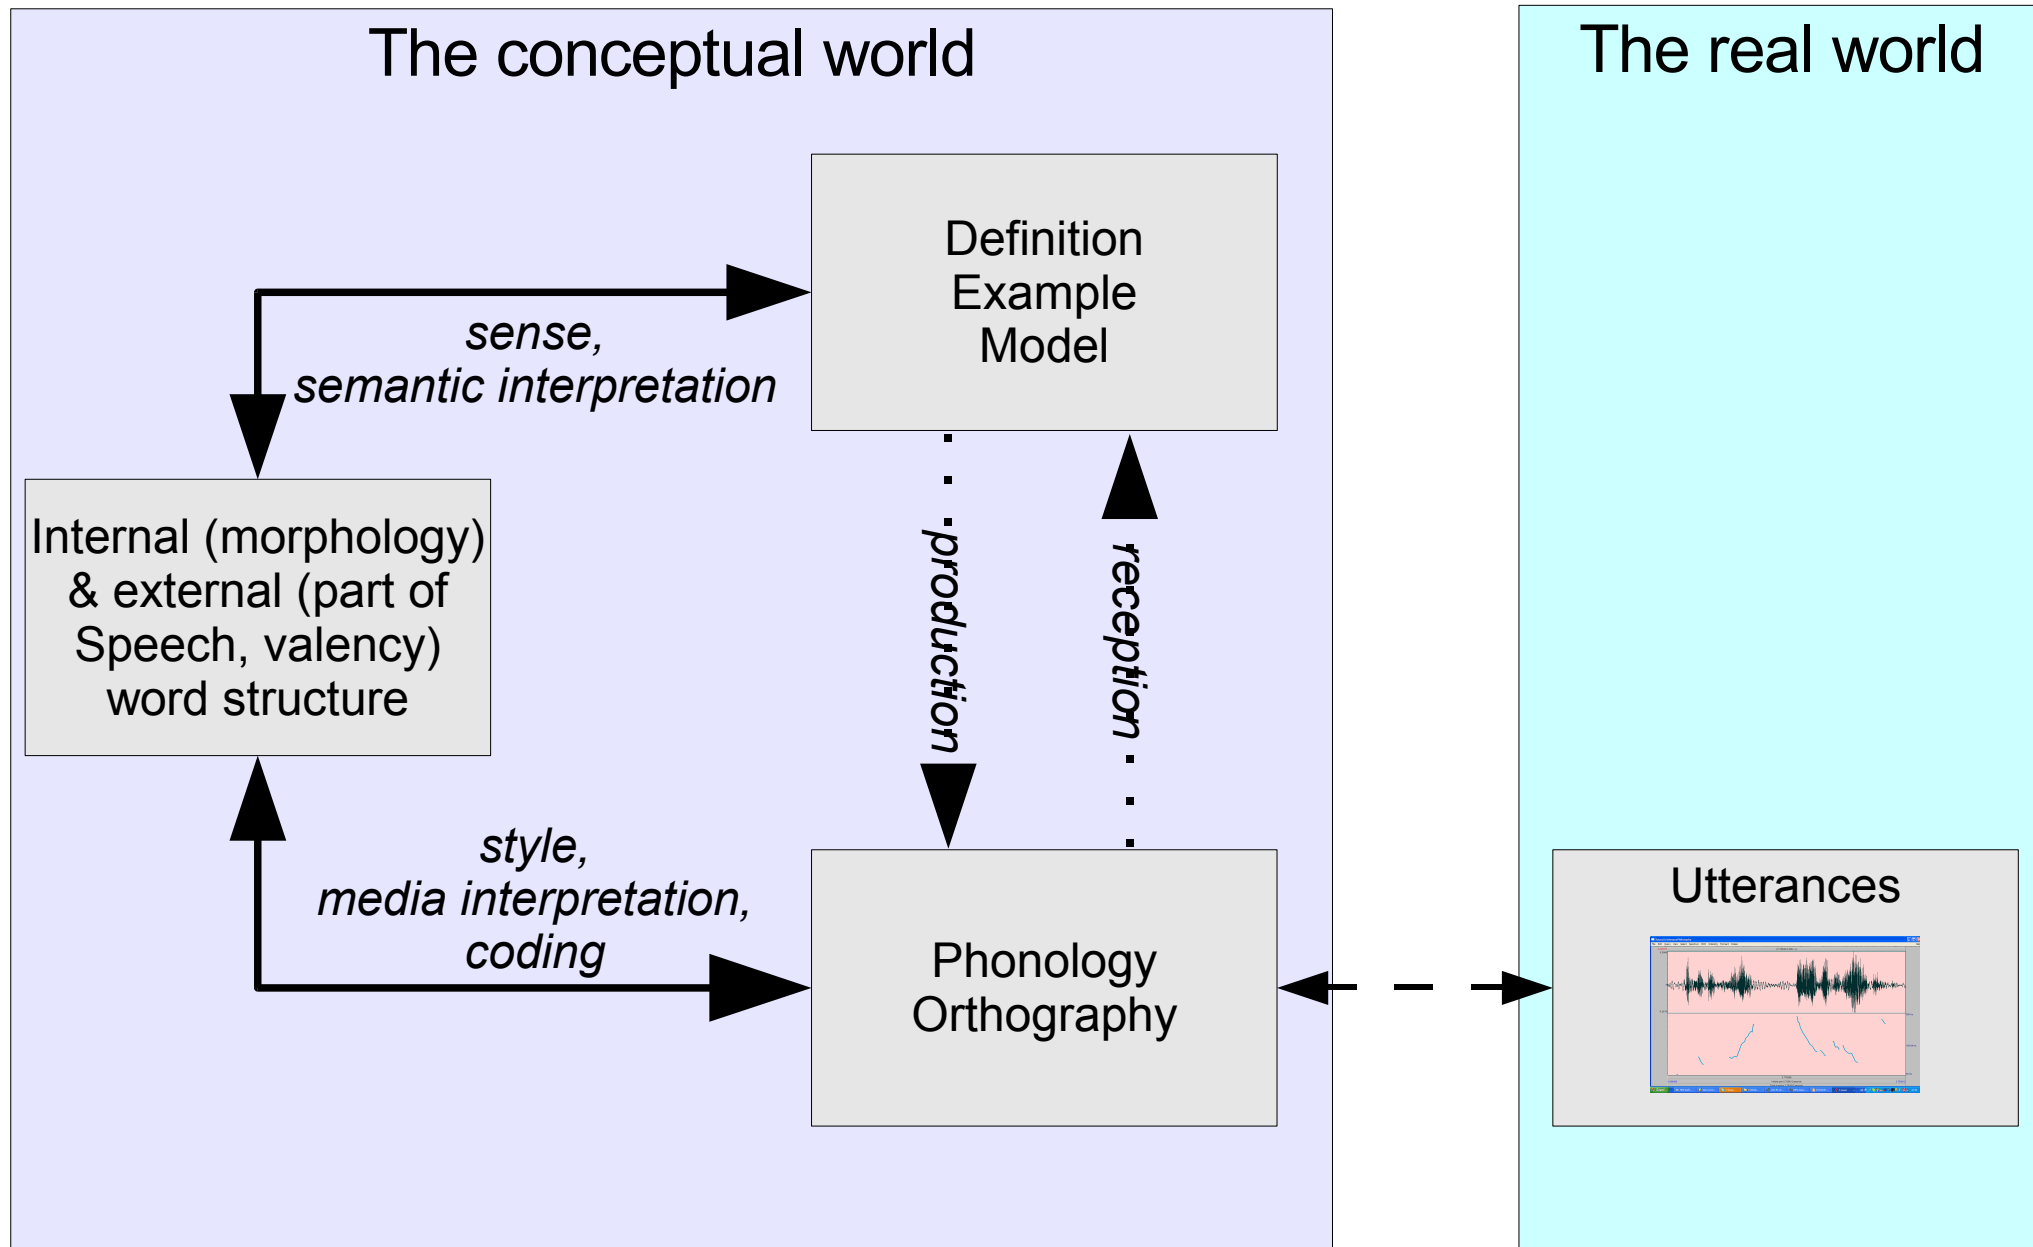 The conceptual world
The real world
Definition
Example
Model
sense,
semantic interpretation
Internal (morphology)
& external (part of
Speech, valency)
word structure
production
reception
style,
media interpretation,
coding
Phonology
Orthography
Utterances